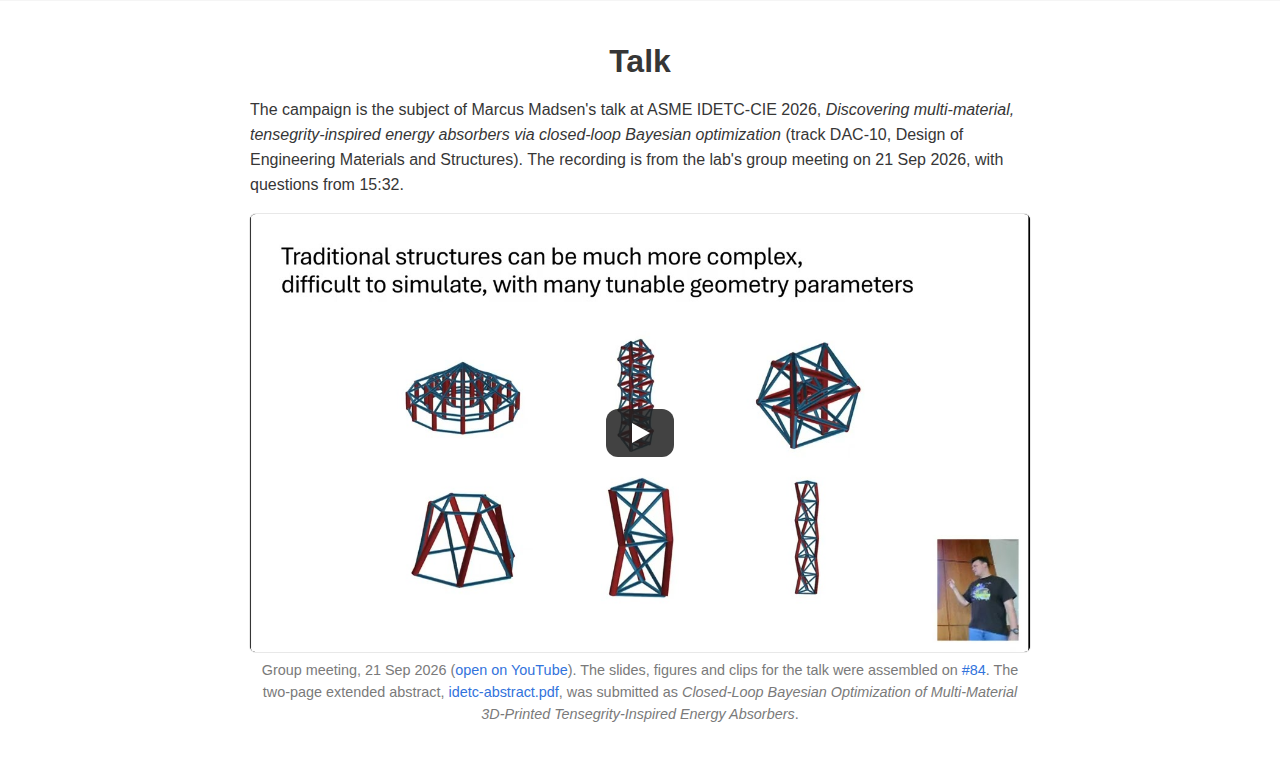 Talk
The campaign is the subject of Marcus Madsen's talk at ASME IDETC-CIE 2026, Discovering multi-material,
tensegrity-inspired energy absorbers via closed-loop Bayesian optimization (track DAC-10, Design of
Engineering Materials and Structures). The recording is from the lab's group meeting on 21 Sep 2026, with
questions from 15:32.
Traditional structures can be much more complex,
difficult to simulate, with many tunable geometry parameters
Group meeting, 21 Sep 2026 (open on YouTube). The slides, figures and clips for the talk were assembled on #84. The
two-page extended abstract, idetc-abstract.pdf, was submitted as Closed-Loop Bayesian Optimization of Multi-Material
3D-Printed Tensegrity-Inspired Energy Absorbers.